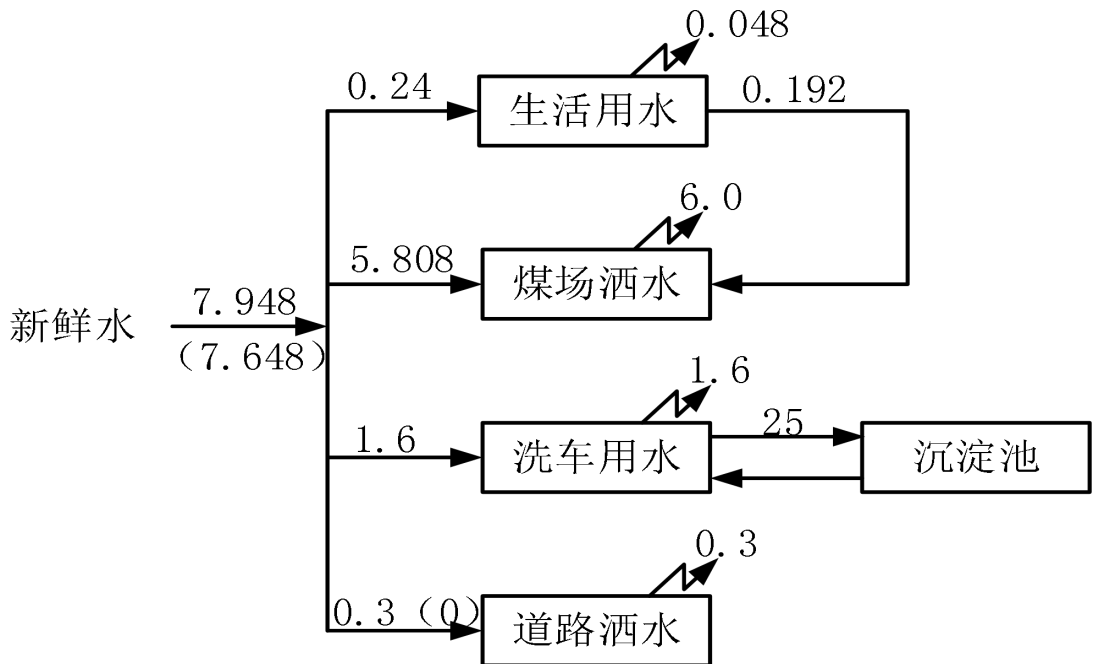 0.048
0.24
生活用水
0.192
6.0
5.808
煤场洒水
新鲜水
7.948
(7.648)
1.6
1.6
洗车用水
25
沉淀池
0.3
0.3 (0)
道路洒水